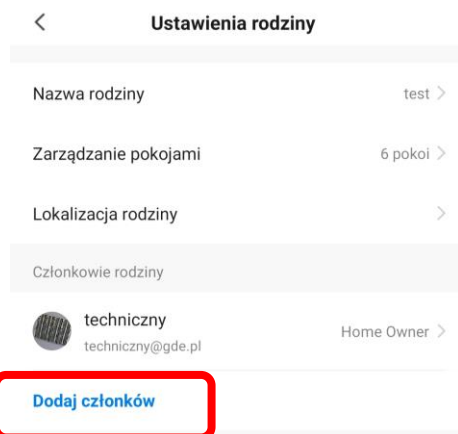 Ustawienia rodziny
Nazwa rodziny test
Zarządzanie pokojami 6 pokoi
Lokalizacja rodziny
Członkowie rodziny
techniczny
techniczny@gde.pl
Home Owner
Dodaj członków